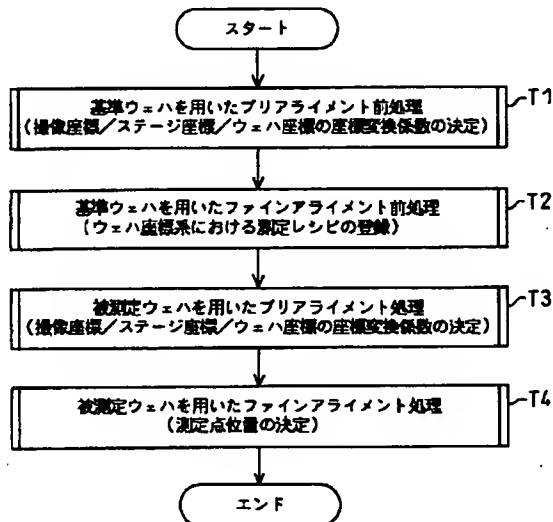 スタート
基準ウェハを用いたプリアライメント前処理
(撮像座標／ステージ座標／ウェハ座標の座標変換係数の決定)
T1
基準ウェハを用いたファインアライメント前処理
(ウェハ座標系における測定レシピの登録)
T2
被測定ウェハを用いたプリアライメント処理
(撮像座標／ステージ座標／ウェハ座標の座標変換係数の決定)
T3
被測定ウェハを用いたファインアライメント処理
(測定点位置の決定)
T4
エンド